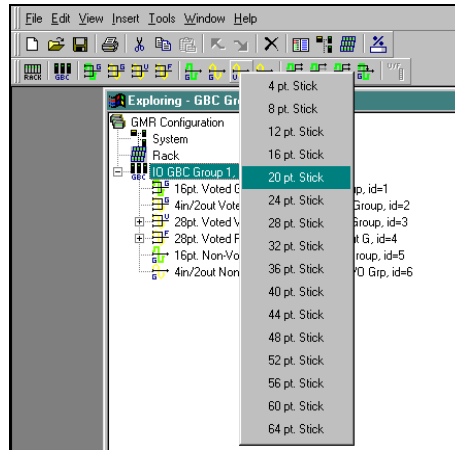 File Edit View Insert Tools Window Help
RACK GBC G G U F G G U U/F
Exploring - GBC Gr
GMR Configuration
System
Rack
IO GBC Group 1,
16pt. Voted G up, id=1
4in/2out Vote Group, id=2
28pt. Voted V Group, id=3
28pt. Voted F t G, id=4
16pt. Non-Vo roup, id=5
4in/2out Non /O Grp, id=6
4 pt. Stick
8 pt. Stick
12 pt. Stick
16 pt. Stick
20 pt. Stick
24 pt. Stick
28 pt. Stick
32 pt. Stick
36 pt. Stick
40 pt. Stick
44 pt. Stick
48 pt. Stick
52 pt. Stick
56 pt. Stick
60 pt. Stick
64 pt. Stick